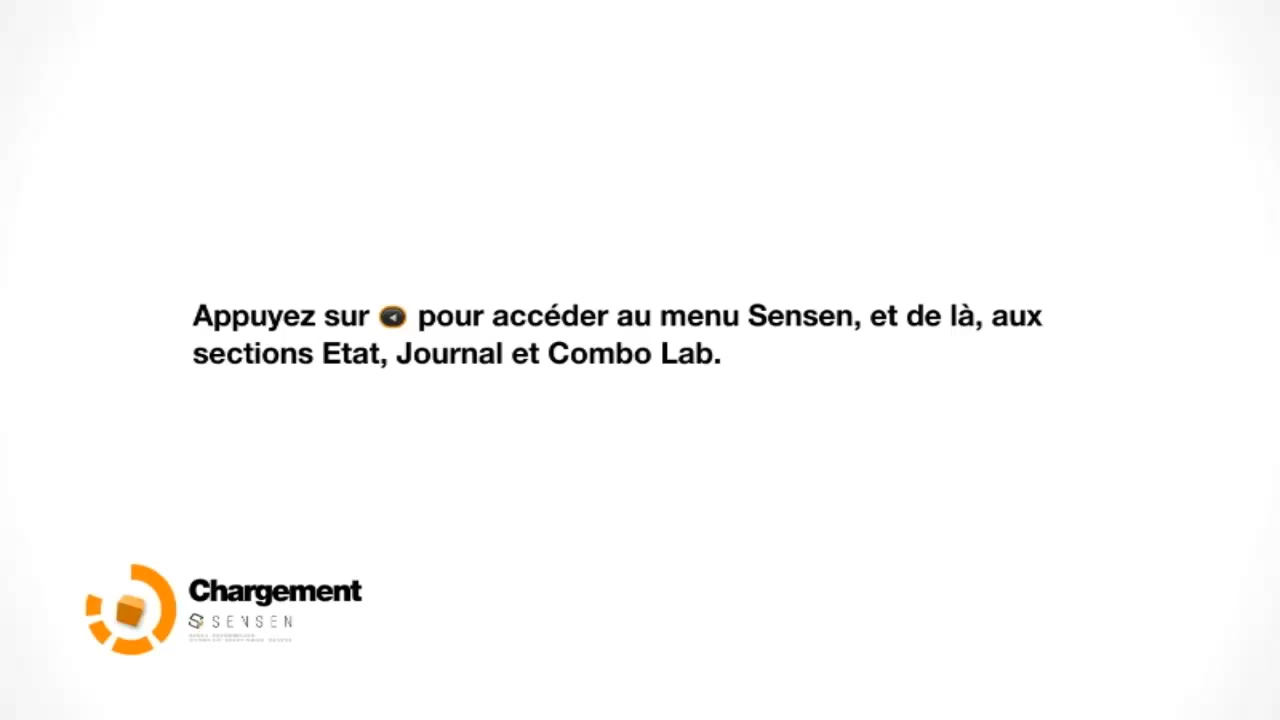 Appuyez sur pour accéder au menu Sensen, et de là, aux
sections Etat, Journal et Combo Lab.
Chargement
SENSEN